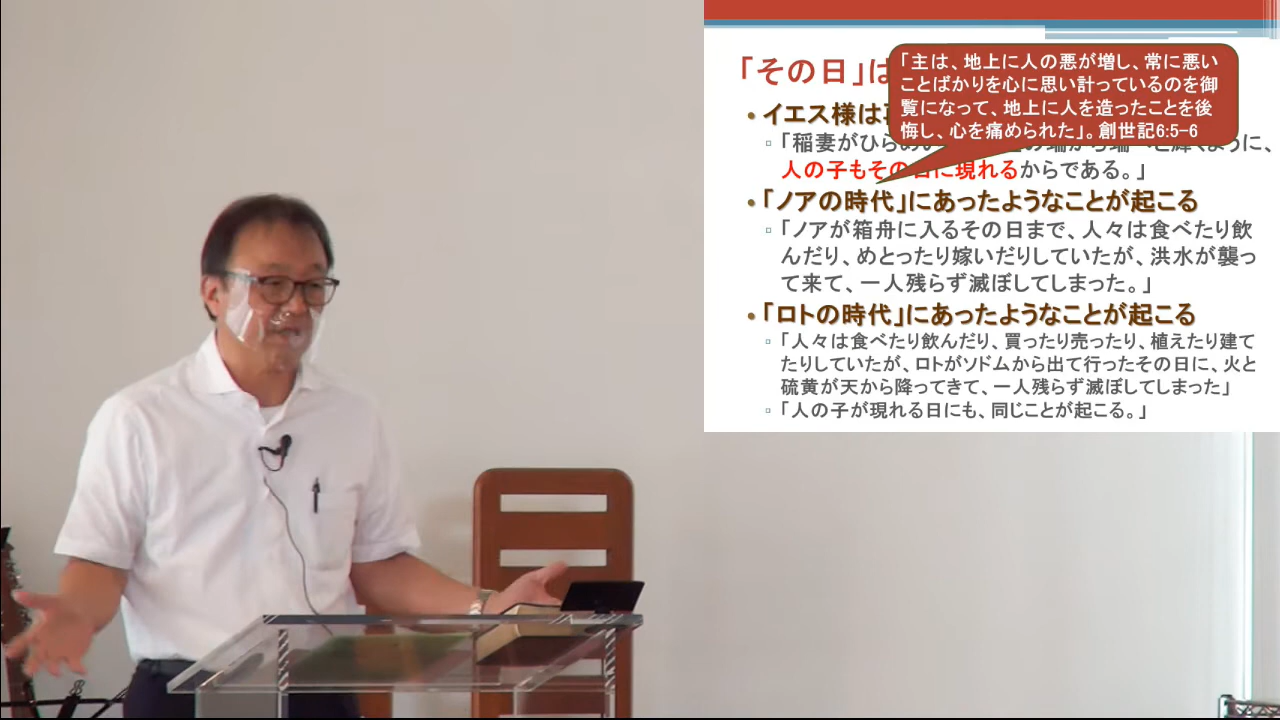 「その日」は
「主は、地上に人の悪が増し、常に悪い
ことばかりを心に思い計っているのを御
覧になって、地上に人を造ったことを後
悔し、心を痛められた」。創世記6:5-6
• イエス様は
「稲妻がひらめい
ように、
人の子もその日に現れるからである。」
• 「ノアの時代」にあったようなことが起こる
「ノアが箱舟に入るその日まで、人々は食べたり飲
んだり、めとったり嫁いだりしていたが、洪水が襲っ
て来て、一人残らず滅ぼしてしまった。」
• 「ロトの時代」にあったようなことが起こる
「人々は食べたり飲んだり、買ったり売ったり、植えたり建て
たりしていたが、ロトがソドムから出て行ったその日に、火と
硫黄が天から降ってきて、一人残らず滅ぼしてしまった」
「人の子が現れる日にも、同じことが起こる。」